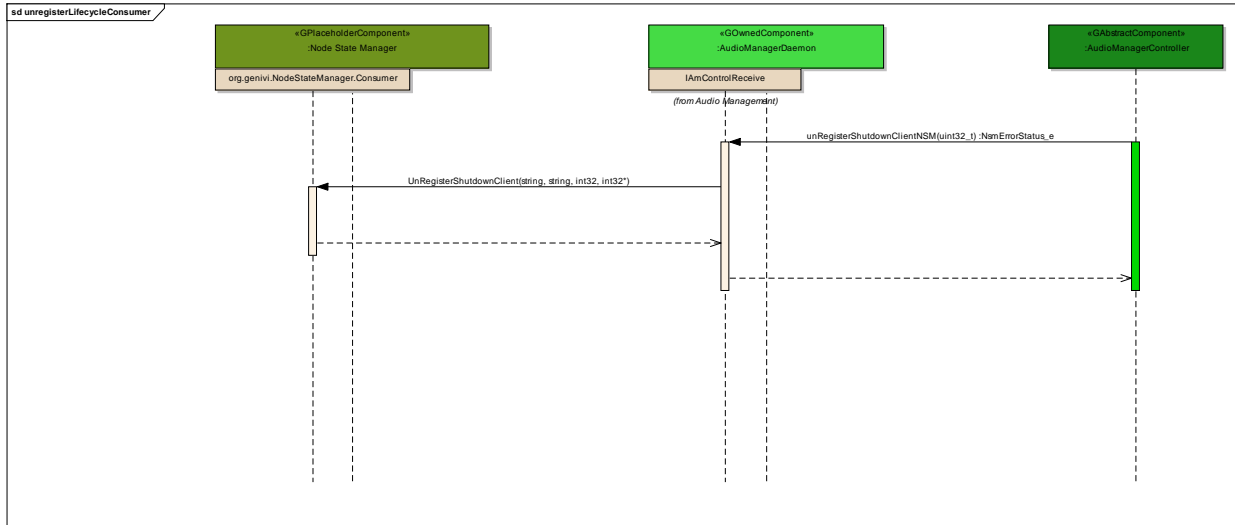 sd unregisterLifecycleConsumer
«GPlaceholderComponent»
:Node State Manager
«GOwnedComponent»
:AudioManagerDaemon
«GAbstractComponent»
:AudioManagerController
org.genivi.NodeStateManager.Consumer
IAmControlReceive
(from Audio Management)
unRegisterShutdownClientNSM(uint32_t) :NsmErrorStatus_e
UnRegisterShutdownClient(string, string, int32, int32*)